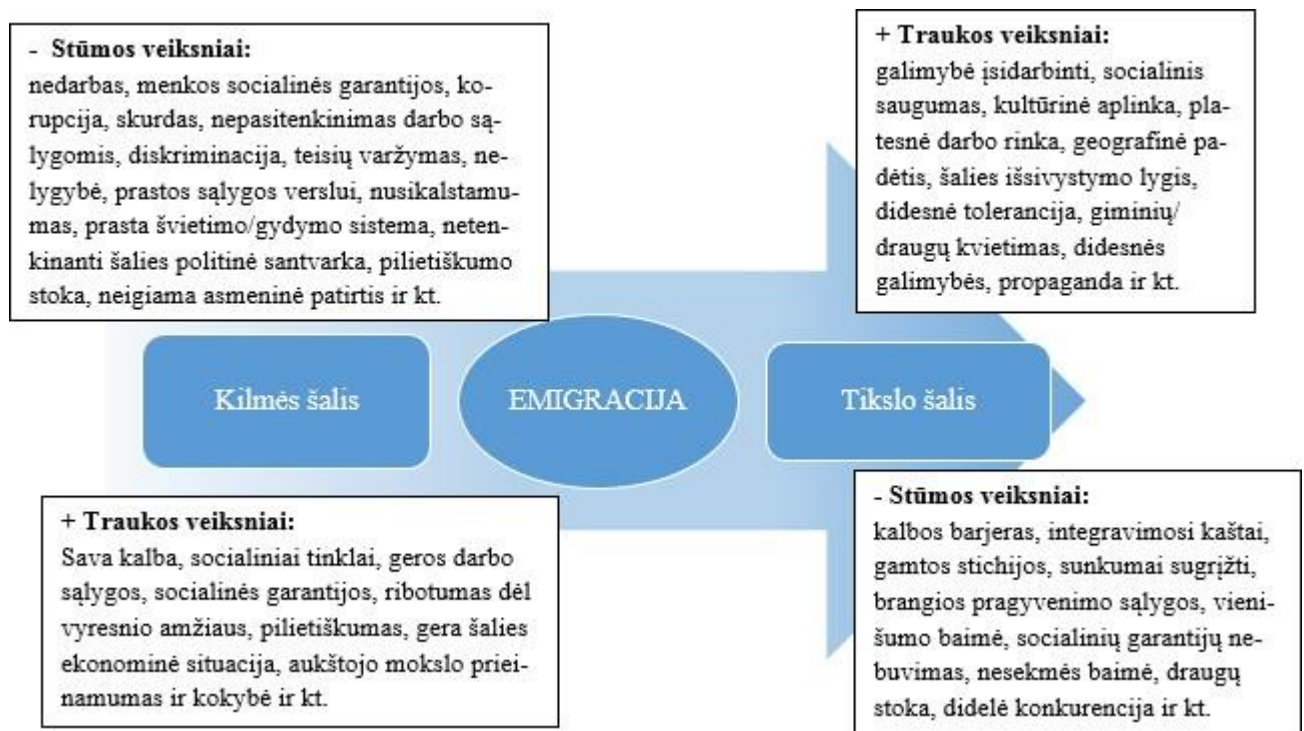 - Stūmos veiksniai:
nedarbas, menkos socialinės garantijos, ko-
rupcija, skurdas, nepasitenkinimas darbo są-
lygomis, diskriminacija, teisių varžymas, ne-
lygybė, prastos sąlygos verslui, nusikalstamu-
mas, prasta švietimo/gydymo sistema, neten-
kinanti šalies politinė santvarka, pilietiškumo
stoka, neigiama asmeninė patirtis ir kt.
+ Traukos veiksniai:
galimybė įsidarbinti, socialinis
saugumas, kultūrinė aplinka, pla-
tesnė darbo rinka, geografinė pa-
dėtis, šalies išsivystymo lygis,
didesnė tolerancija, giminių/
draugų kvietimas, didesnės
galimybės, propaganda ir kt.
Kilmės šalis
EMIGRACIJA
Tikslo šalis
+ Traukos veiksniai:
Sava kalba, socialiniai tinklai, geros darbo
sąlygos, socialinės garantijos, ribotumas dėl
vyresnio amžiaus, pilietiškumas, gera šalies
ekonominė situacija, aukštojo mokslo priei-
namumas ir kokybė ir kt.
- Stūmos veiksniai:
kalbos barjeras, integravimosi kaštai,
gamtos stichijos, sunkumai sugrįžti,
brangios pragyvenimo sąlygos, vieni-
šumo baimė, socialinių garantijų ne-
buvimas, nesekmės baimė, draugų
stoka, didelė konkurencija ir kt.